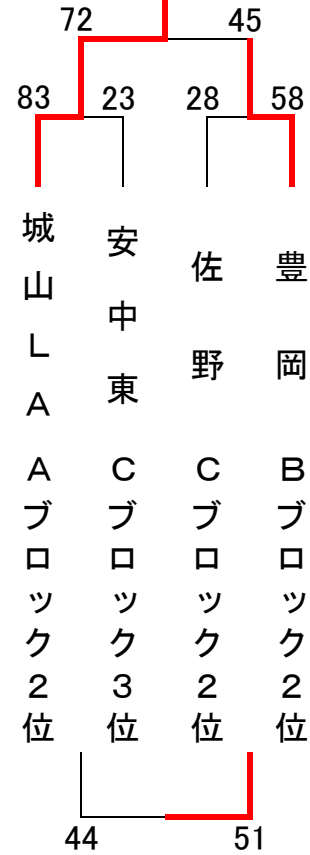 72 45
83 23 28 58
城山LA Aブロック2位
安中東 Cブロック3位
佐野 Cブロック2位
豊岡 Bブロック2位
44 51